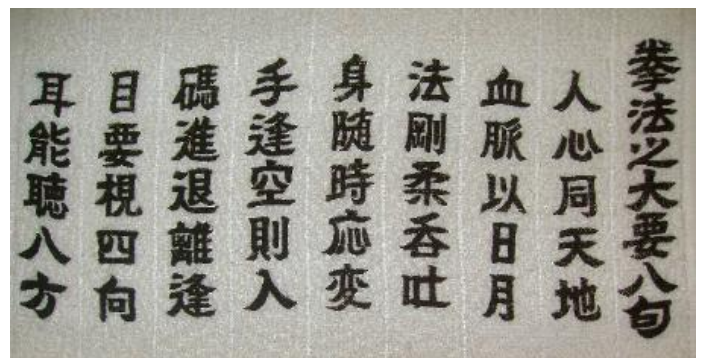 拳法之大要八句
人心同天地
血脈以日月
法剛柔呑吐
身随時応変
手逢空則入
碼進退離逢
目要視四向
耳能聴八方